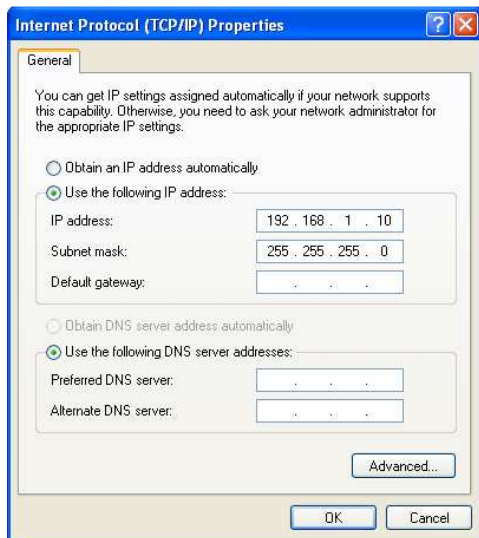 Internet Protocol (TCP/IP) Properties
General
You can get IP settings assigned automatically if your network supports
this capability. Otherwise, you need to ask your network administrator for
the appropriate IP settings.
Obtain an IP address automatically
Use the following IP address:
IP address: 192 . 168 . 1 . 10
Subnet mask: 255 . 255 . 255 . 0
Default gateway: . . .
Obtain DNS server address automatically
Use the following DNS server addresses:
Preferred DNS server: . . .
Alternate DNS server: . . .
Advanced...
OK Cancel